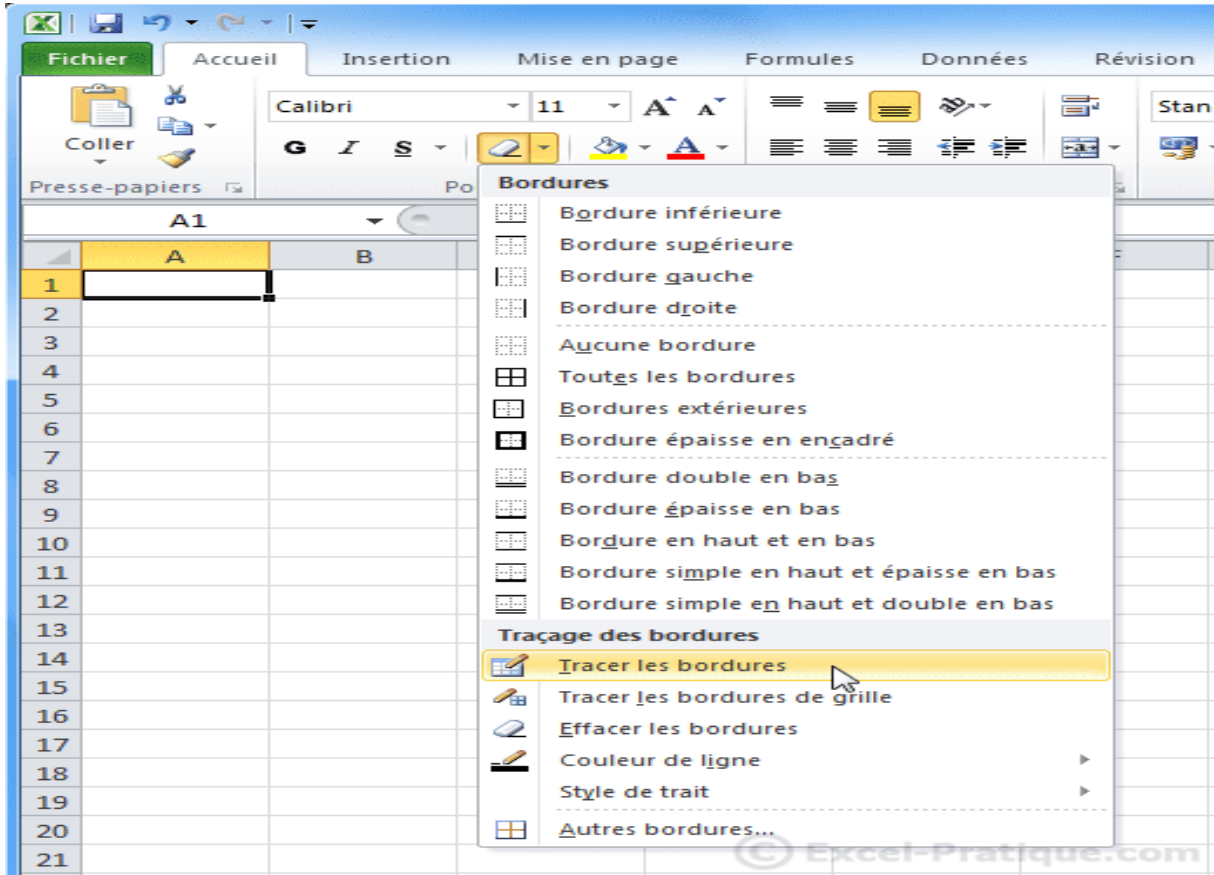 Fichier Accueil Insertion Mise en page Formules Données Révision
Calibri 11 A A Stan
Coller G I S A a
Presse-papiers Po
A1
A B F
1
2
3
4
5
6
7
8
9
10
11
12
13
14
15
16
17
18
19
20
21
Bordures
Bordure inférieure
Bordure supérieure
Bordure gauche
Bordure droite
Aucune bordure
Toutes les bordures
Bordures extérieures
Bordure épaisse en encadré
Bordure double en bas
Bordure épaisse en bas
Bordure en haut et en bas
Bordure simple en haut et épaisse en bas
Bordure simple en haut et double en bas
Traçage des bordures
Tracer les bordures
Tracer les bordures de grille
Effacer les bordures
Couleur de ligne
Style de trait
Autres bordures...
© Excel-Pratique.com